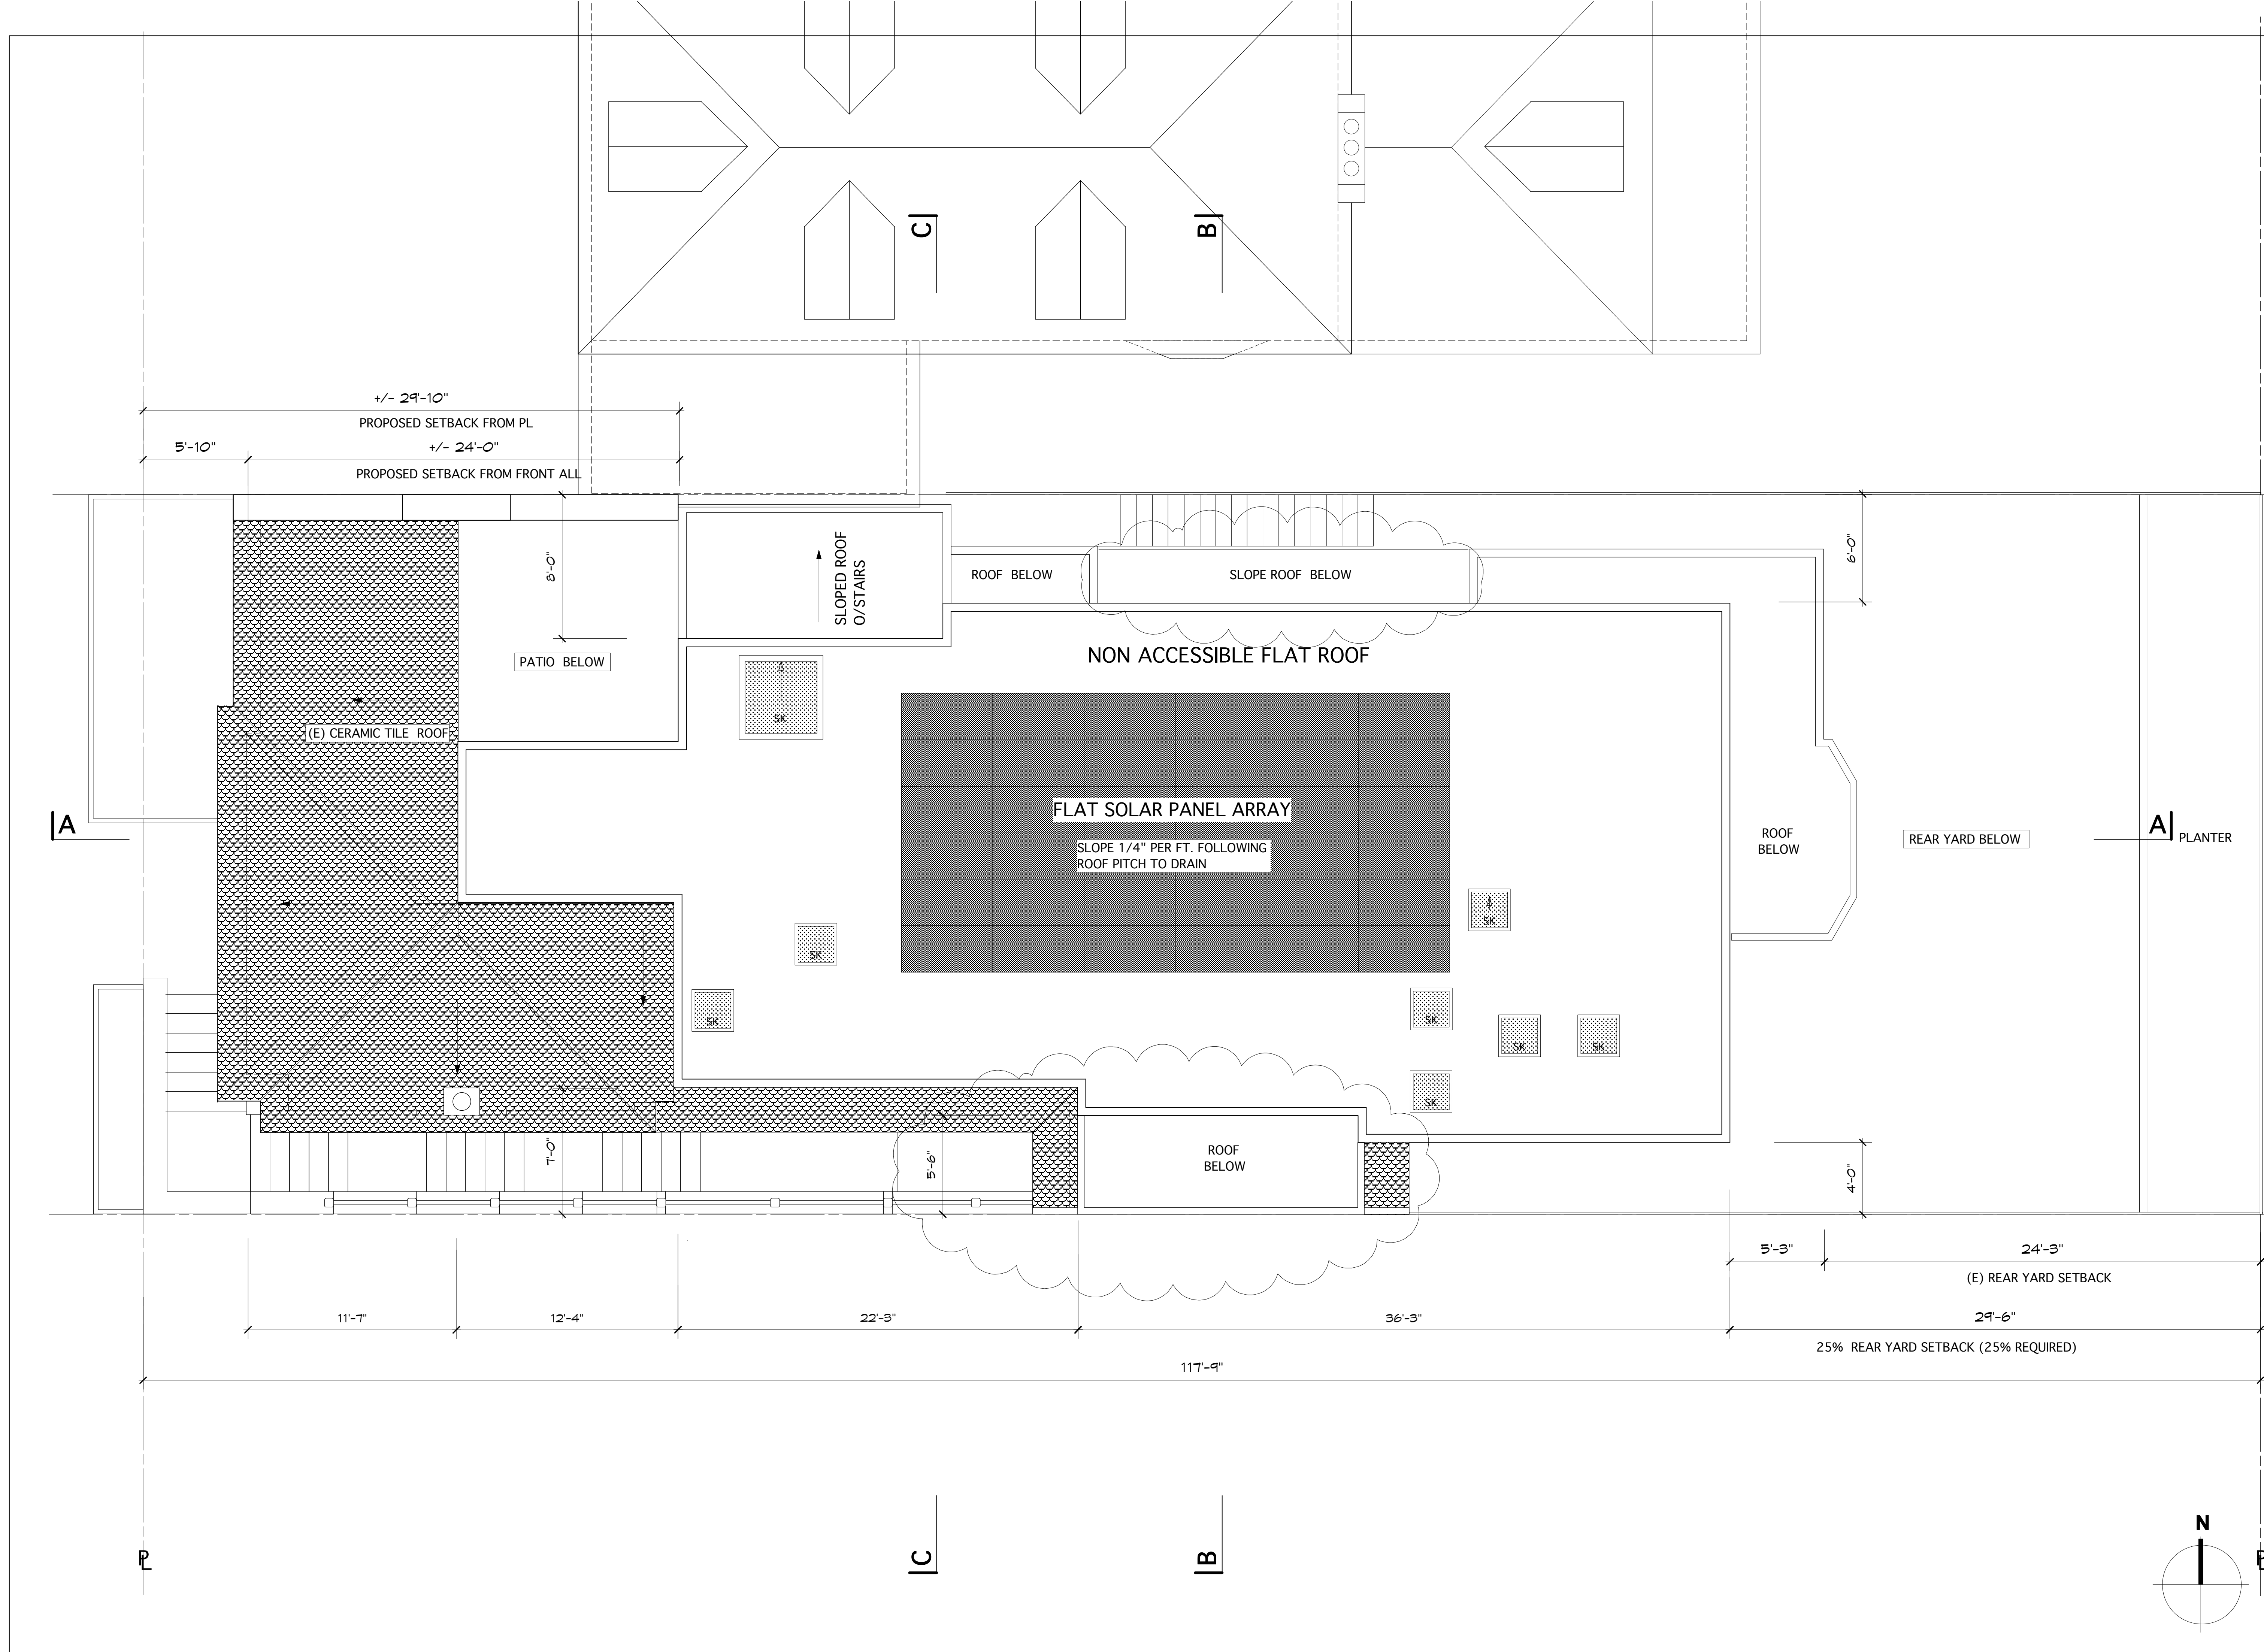 C
B
+/- 29'-10"
PROPOSED SETBACK FROM PL
5'-10"
+/- 24'-0"
PROPOSED SETBACK FROM FRONT ALL
8'-0"
SLOPED ROOF
O/STAIRS
ROOF BELOW
SLOPE ROOF BELOW
6'-0"
PATIO BELOW
NON ACCESSIBLE FLAT ROOF
SK
(E) CERAMIC TILE ROOF
FLAT SOLAR PANEL ARRAY
SLOPE 1/4" PER FT. FOLLOWING
ROOF PITCH TO DRAIN
A
ROOF
BELOW
REAR YARD BELOW
A
PLANTER
SK
SK
SK
SK
SK
SK
SK
7'-0"
5'-6"
ROOF
BELOW
4'-0"
5'-3"
24'-3"
(E) REAR YARD SETBACK
11'-7"
12'-4"
22'-3"
36'-3"
29'-6"
25% REAR YARD SETBACK (25% REQUIRED)
117'-9"
PL
C
B
N
PL